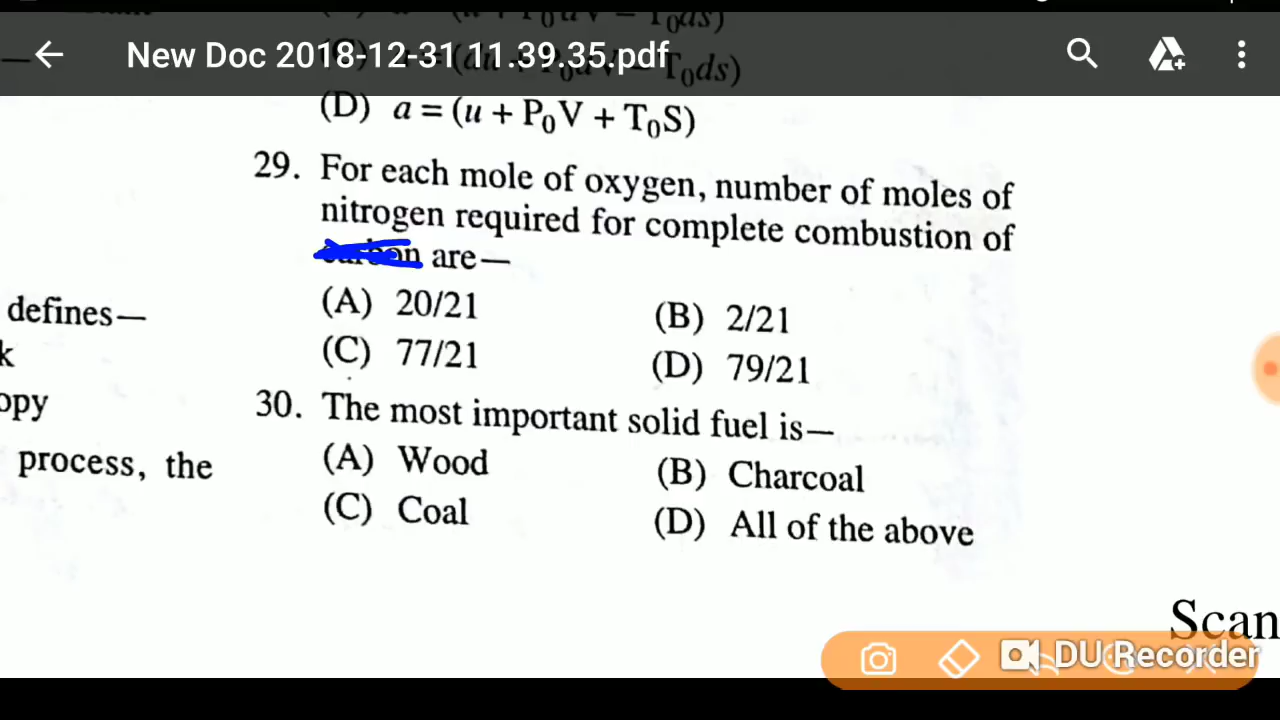 New Doc 2018-12-31 11.39.35.pdf
(D) a = (u + P₀V + T₀S)
29. For each mole of oxygen, number of moles of
nitrogen required for complete combustion of
carbon are—
(A) 20/21 (B) 2/21
(C) 77/21 (D) 79/21
30. The most important solid fuel is—
(A) Wood (B) Charcoal
(C) Coal (D) All of the above
defines—
k
opy
process, the
Scan
DU Recorder